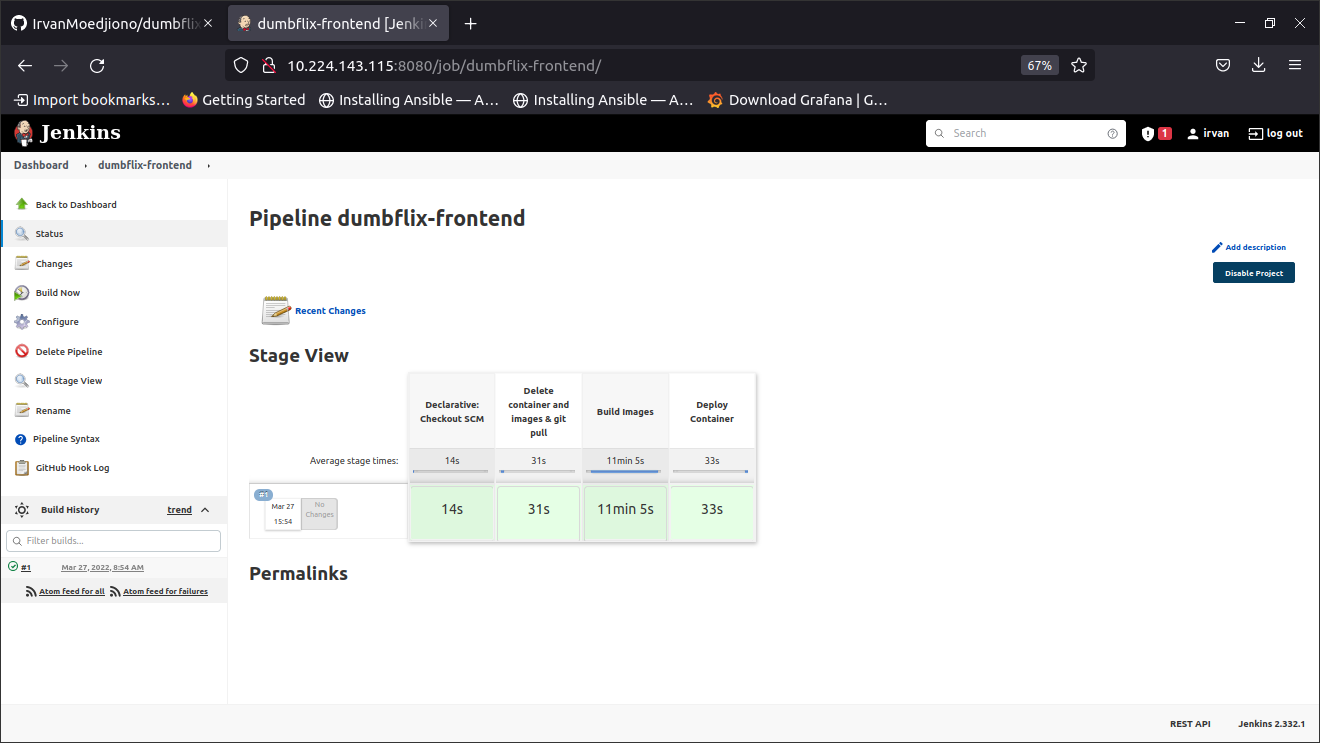 IrvanMoedjiono/dumbflix
dumbflix-frontend [Jenki
10.224.143.115:8080/job/dumbflix-frontend/
67%
Import bookmarks…
Getting Started
Installing Ansible — A…
Installing Ansible — A…
Download Grafana | G…
Jenkins
Search
1
irvan
log out
Dashboard
dumbflix-frontend
Back to Dashboard
Status
Changes
Build Now
Configure
Delete Pipeline
Full Stage View
Rename
Pipeline Syntax
GitHub Hook Log
Build History
trend
Filter builds...
#1
Mar 27, 2022, 8:54 AM
Atom feed for all
Atom feed for failures
Pipeline dumbflix-frontend
Add description
Disable Project
Recent Changes
Stage View
Declarative:
Checkout SCM
Delete
container and
images & git
pull
Build Images
Deploy
Container
Average stage times:
14s
31s
11min 5s
33s
#1
Mar 27
15:54
No
Changes
14s
31s
11min 5s
33s
Permalinks
REST API
Jenkins 2.332.1